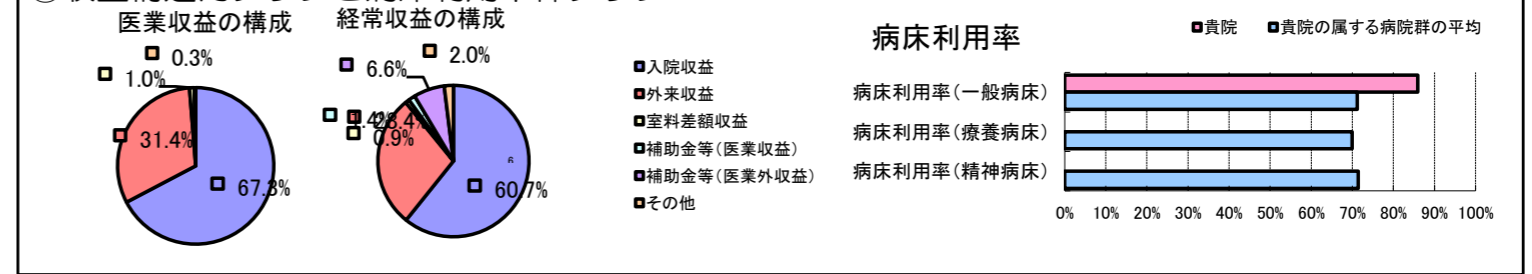 医業収益の構成
0.3%
1.0%
31.4%
67.3%
経常収益の構成
2.0%
6.6%
1.4%
28.4%
0.9%
60.7%
入院収益
外来収益
室料差額収益
補助金等(医業収益)
補助金等(医業外収益)
その他
病床利用率
貴院 貴院の属する病院群の平均
病床利用率(一般病床)
病床利用率(療養病床)
病床利用率(精神病床)
0% 10% 20% 30% 40% 50% 60% 70% 80% 90% 100%